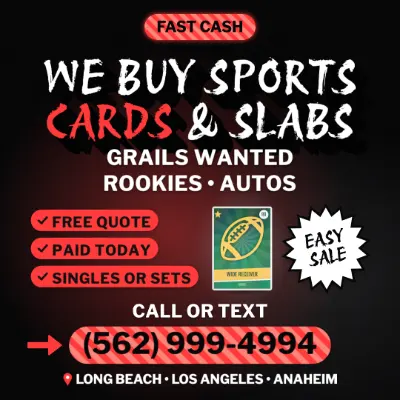 FAST CASH
WE BUY SPORTS
CARDS & SLABS
GRAILS WANTED
ROOKIES • AUTOS
FREE QUOTE
PAID TODAY
SINGLES OR SETS
WIDE RECEIVER
EASY
SALE
CALL OR TEXT
(562) 999-4994
LONG BEACH • LOS ANGELES • ANAHEIM